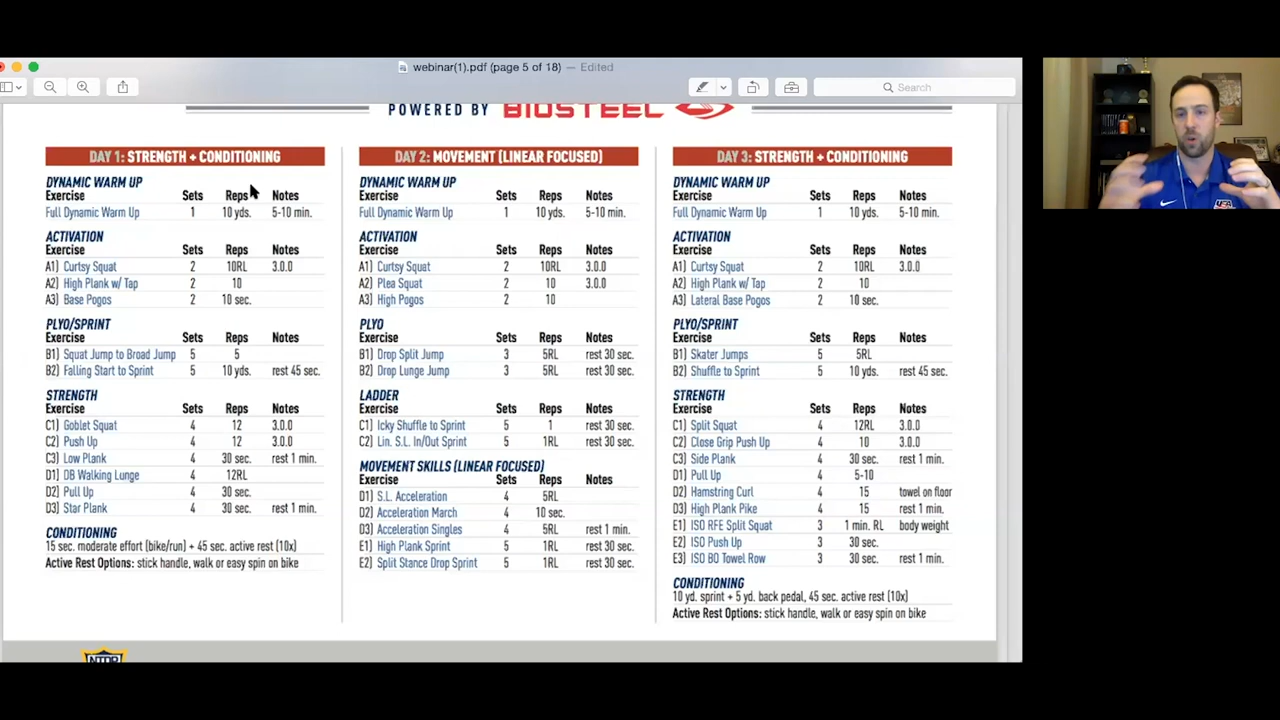 webinar(1).pdf (page 5 of 18) — Edited
Search
POWERED BY BIOSTEEL
DAY 1: STRENGTH + CONDITIONING
DYNAMIC WARM UP
Exercise Sets Reps Notes
Full Dynamic Warm Up 1 10 yds. 5-10 min.
ACTIVATION
Exercise Sets Reps Notes
A1) Curtsy Squat 2 10RL 3.0.0
A2) High Plank w/ Tap 2 10
A3) Base Pogos 2 10 sec.
PLYO/SPRINT
Exercise Sets Reps Notes
B1) Squat Jump to Broad Jump 5 5
B2) Falling Start to Sprint 5 10 yds. rest 45 sec.
STRENGTH
Exercise Sets Reps Notes
C1) Goblet Squat 4 12 3.0.0
C2) Push Up 4 12 3.0.0
C3) Low Plank 4 30 sec. rest 1 min.
D1) DB Walking Lunge 4 12RL
D2) Pull Up 4 30 sec.
D3) Star Plank 4 30 sec. rest 1 min.
CONDITIONING
15 sec. moderate effort (bike/run) + 45 sec. active rest (10x)
Active Rest Options: stick handle, walk or easy spin on bike
DAY 2: MOVEMENT (LINEAR FOCUSED)
DYNAMIC WARM UP
Exercise Sets Reps Notes
Full Dynamic Warm Up 1 10 yds. 5-10 min.
ACTIVATION
Exercise Sets Reps Notes
A1) Curtsy Squat 2 10RL 3.0.0
A2) Plea Squat 2 10 3.0.0
A3) High Pogos 2 10
PLYO
Exercise Sets Reps Notes
B1) Drop Split Jump 3 5RL rest 30 sec.
B2) Drop Lunge Jump 3 5RL rest 30 sec.
LADDER
Exercise Sets Reps Notes
C1) Icky Shuffle to Sprint 5 1 rest 30 sec.
C2) Lin. S.L. In/Out Sprint 5 1RL rest 30 sec.
MOVEMENT SKILLS (LINEAR FOCUSED)
Exercise Sets Reps Notes
D1) S.L. Acceleration 4 5RL
D2) Acceleration March 4 10 sec.
D3) Acceleration Singles 4 5RL rest 1 min.
E1) High Plank Sprint 5 1RL rest 30 sec.
E2) Split Stance Drop Sprint 5 1RL rest 30 sec.
DAY 3: STRENGTH + CONDITIONING
DYNAMIC WARM UP
Exercise Sets Reps Notes
Full Dynamic Warm Up 1 10 yds. 5-10 min.
ACTIVATION
Exercise Sets Reps Notes
A1) Curtsy Squat 2 10RL 3.0.0
A2) High Plank w/ Tap 2 10
A3) Lateral Base Pogos 2 10 sec.
PLYO/SPRINT
Exercise Sets Reps Notes
B1) Skater Jumps 5 5RL
B2) Shuffle to Sprint 5 10 yds. rest 45 sec.
STRENGTH
Exercise Sets Reps Notes
C1) Split Squat 4 12RL 3.0.0
C2) Close Grip Push Up 4 10 3.0.0
C3) Side Plank 4 30 sec. rest 1 min.
D1) Pull Up 4 5-10
D2) Hamstring Curl 4 15 towel on floor
D3) High Plank Pike 4 15 rest 1 min.
E1) ISO RFE Split Squat 3 1 min. RL body weight
E2) ISO Push Up 3 30 sec.
E3) ISO BO Towel Row 3 30 sec. rest 1 min.
CONDITIONING
10 yd. sprint + 5 yd. back pedal, 45 sec. active rest (10x)
Active Rest Options: stick handle, walk or easy spin on bike
NTDP
USA